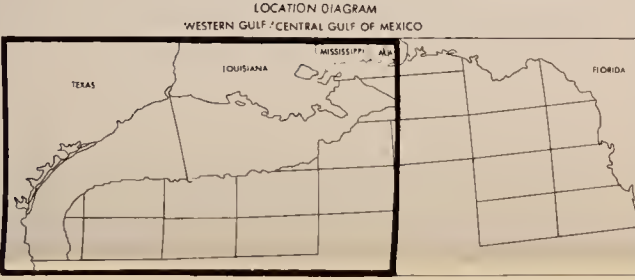 LOCATION DIAGRAM
WESTERN GULF / CENTRAL GULF OF MEXICO
MISSISSIPPI
TEXAS
LOUISIANA
FLORIDA